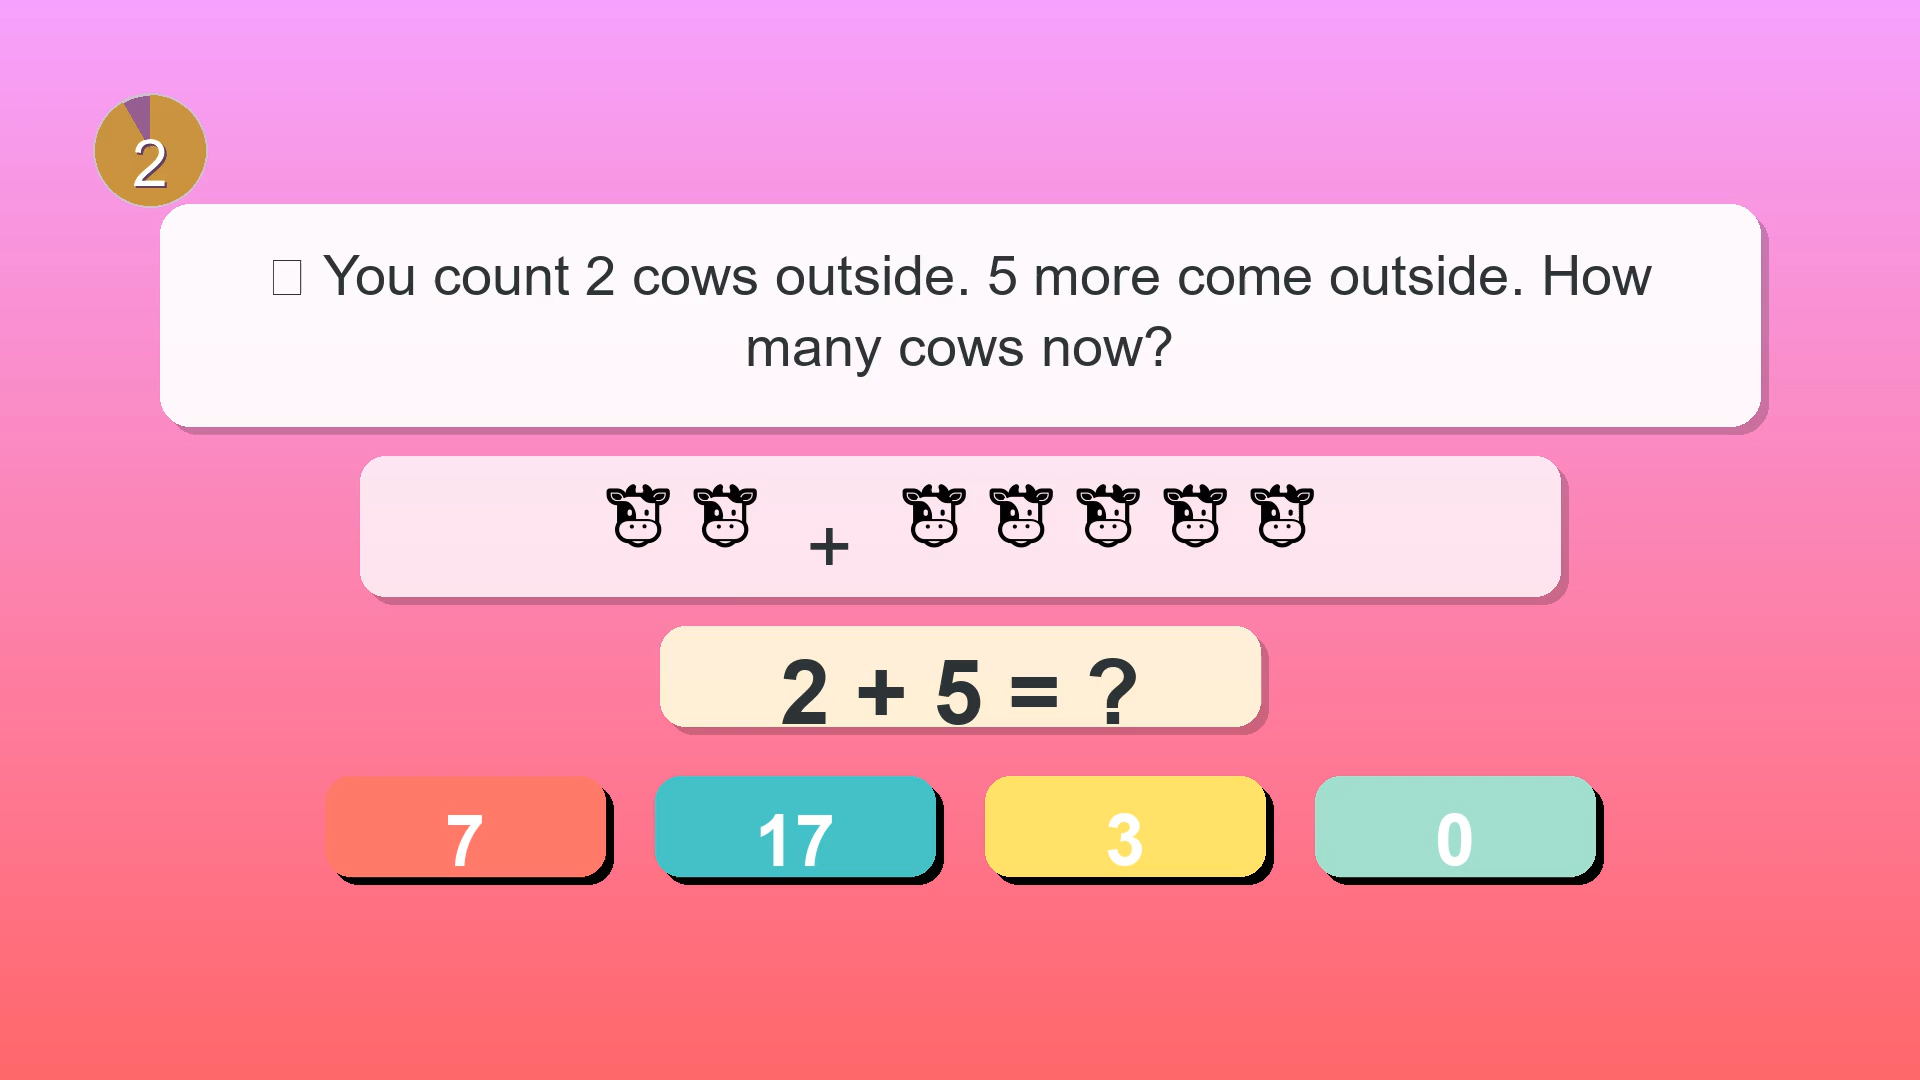 2
You count 2 cows outside. 5 more come outside. How
many cows now?
+
2 + 5 = ?
7
17
3
0